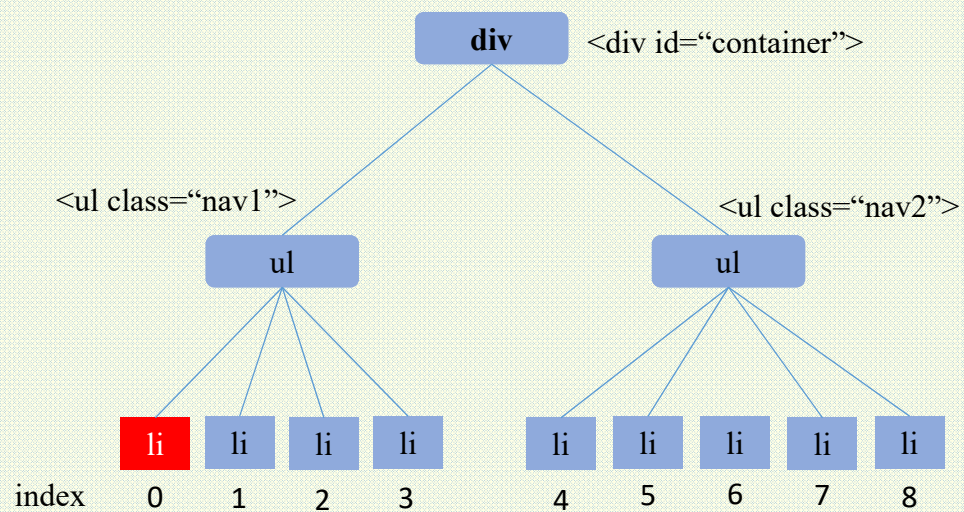 div <div id=“container”>
<ul class=“nav1”>
<ul class=“nav2”>
ul ul
li li li li li li li li li
index 0 1 2 3 4 5 6 7 8